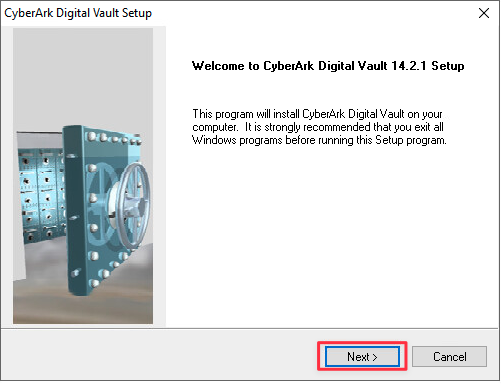 CyberArk Digital Vault Setup
Welcome to CyberArk Digital Vault 14.2.1 Setup
This program will install CyberArk Digital Vault on your
computer.  It is strongly recommended that you exit all
Windows programs before running this Setup program.
Next >
Cancel